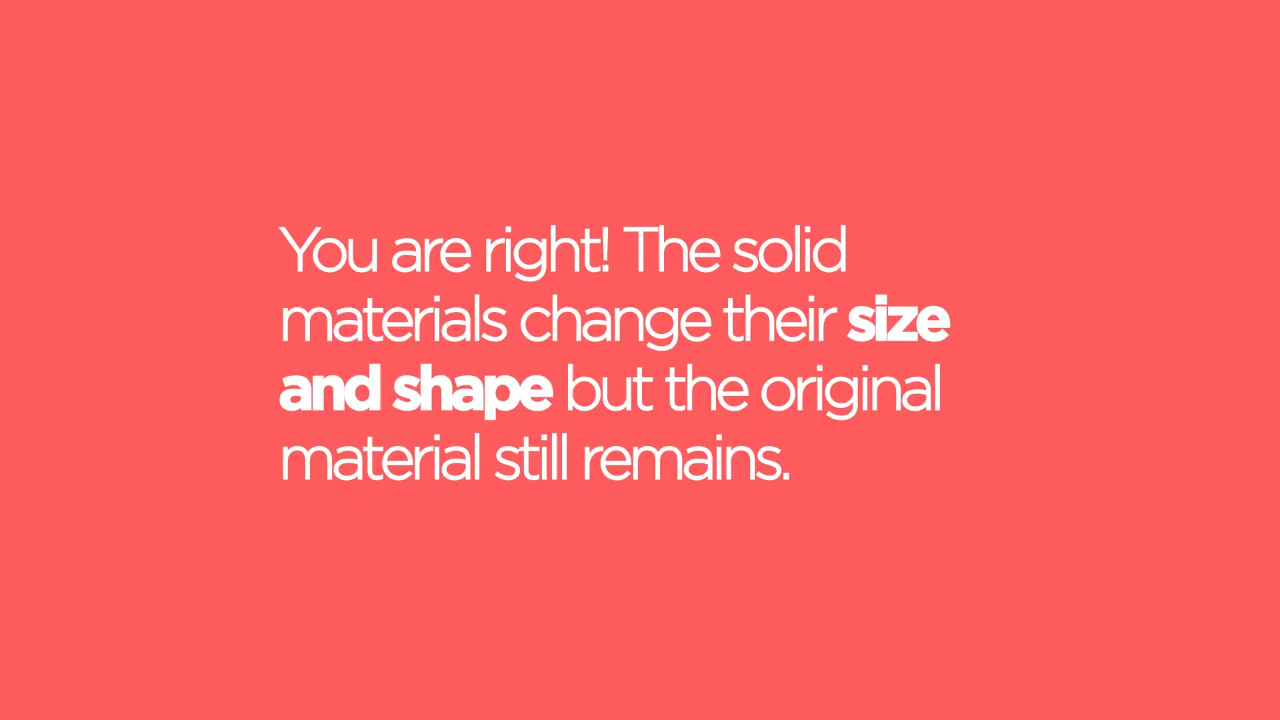 You are right! The solid
materials change their size
and shape but the original
material still remains.